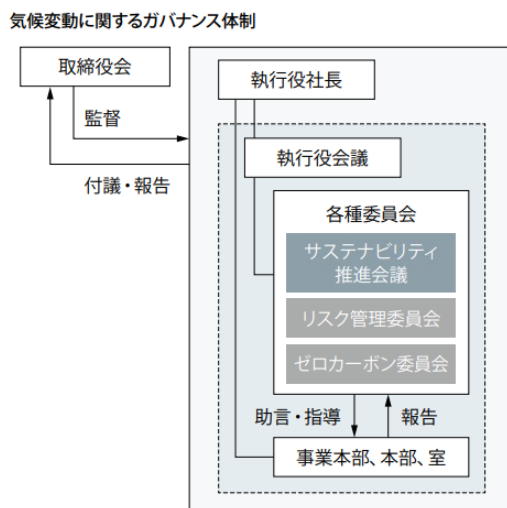 気候変動に関するガバナンス体制
取締役会
執行役社長
監督
執行役会議
付議・報告
各種委員会
サステナビリティ
推進会議
リスク管理委員会
ゼロカーボン委員会
助言・指導
報告
事業本部、本部、室